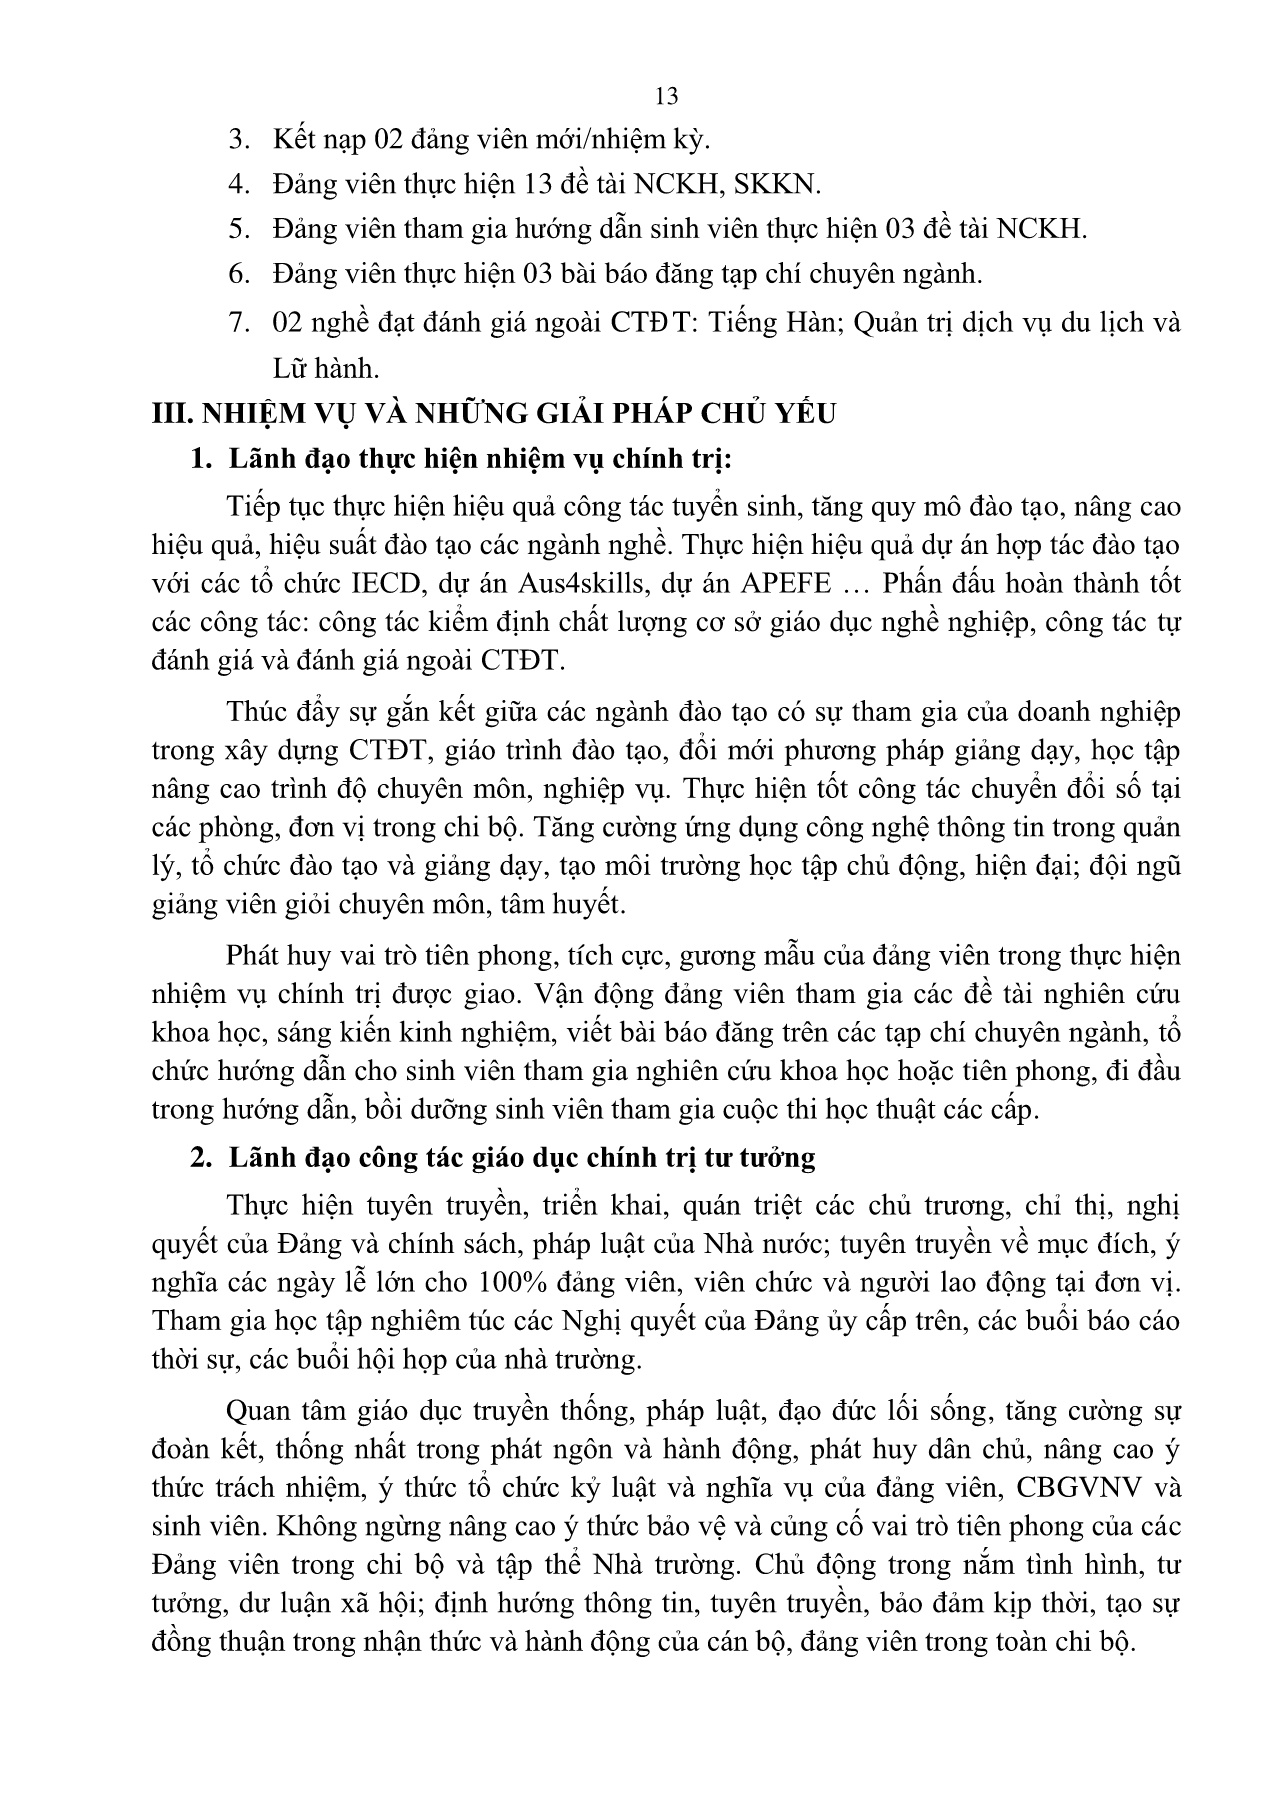 13
3. Kết nạp 02 đảng viên mới/nhiệm kỳ.
4. Đảng viên thực hiện 13 đề tài NCKH, SKKN.
5. Đảng viên tham gia hướng dẫn sinh viên thực hiện 03 đề tài NCKH.
6. Đảng viên thực hiện 03 bài báo đăng tạp chí chuyên ngành.
7. 02 nghề đạt đánh giá ngoài CTĐT: Tiếng Hàn; Quản trị dịch vụ du lịch và
Lữ hành.
III. NHIỆM VỤ VÀ NHỮNG GIẢI PHÁP CHỦ YẾU
1. Lãnh đạo thực hiện nhiệm vụ chính trị:
Tiếp tục thực hiện hiệu quả công tác tuyển sinh, tăng quy mô đào tạo, nâng cao
hiệu quả, hiệu suất đào tạo các ngành nghề. Thực hiện hiệu quả dự án hợp tác đào tạo
với các tổ chức IECD, dự án Aus4skills, dự án APEFE … Phấn đấu hoàn thành tốt
các công tác: công tác kiểm định chất lượng cơ sở giáo dục nghề nghiệp, công tác tự
đánh giá và đánh giá ngoài CTĐT.
Thúc đẩy sự gắn kết giữa các ngành đào tạo có sự tham gia của doanh nghiệp
trong xây dựng CTĐT, giáo trình đào tạo, đổi mới phương pháp giảng dạy, học tập
nâng cao trình độ chuyên môn, nghiệp vụ. Thực hiện tốt công tác chuyển đổi số tại
các phòng, đơn vị trong chi bộ. Tăng cường ứng dụng công nghệ thông tin trong quản
lý, tổ chức đào tạo và giảng dạy, tạo môi trường học tập chủ động, hiện đại; đội ngũ
giảng viên giỏi chuyên môn, tâm huyết.
Phát huy vai trò tiên phong, tích cực, gương mẫu của đảng viên trong thực hiện
nhiệm vụ chính trị được giao. Vận động đảng viên tham gia các đề tài nghiên cứu
khoa học, sáng kiến kinh nghiệm, viết bài báo đăng trên các tạp chí chuyên ngành, tổ
chức hướng dẫn cho sinh viên tham gia nghiên cứu khoa học hoặc tiên phong, đi đầu
trong hướng dẫn, bồi dưỡng sinh viên tham gia cuộc thi học thuật các cấp.
2. Lãnh đạo công tác giáo dục chính trị tư tưởng
Thực hiện tuyên truyền, triển khai, quán triệt các chủ trương, chỉ thị, nghị
quyết của Đảng và chính sách, pháp luật của Nhà nước; tuyên truyền về mục đích, ý
nghĩa các ngày lễ lớn cho 100% đảng viên, viên chức và người lao động tại đơn vị.
Tham gia học tập nghiêm túc các Nghị quyết của Đảng ủy cấp trên, các buổi báo cáo
thời sự, các buổi hội họp của nhà trường.
Quan tâm giáo dục truyền thống, pháp luật, đạo đức lối sống, tăng cường sự
đoàn kết, thống nhất trong phát ngôn và hành động, phát huy dân chủ, nâng cao ý
thức trách nhiệm, ý thức tổ chức kỷ luật và nghĩa vụ của đảng viên, CBGVNV và
sinh viên. Không ngừng nâng cao ý thức bảo vệ và củng cố vai trò tiên phong của các
Đảng viên trong chi bộ và tập thể Nhà trường. Chủ động trong nắm tình hình, tư
tưởng, dư luận xã hội; định hướng thông tin, tuyên truyền, bảo đảm kịp thời, tạo sự
đồng thuận trong nhận thức và hành động của cán bộ, đảng viên trong toàn chi bộ.